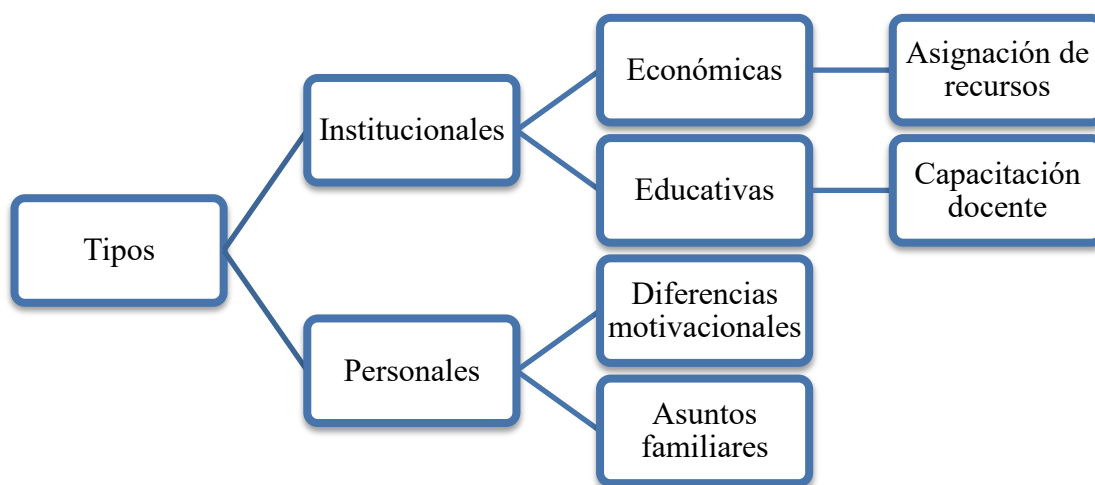 Tipos
Institucionales
Económicas
Asignación de
recursos
Educativas
Capacitación
docente
Personales
Diferencias
motivacionales
Asuntos
familiares